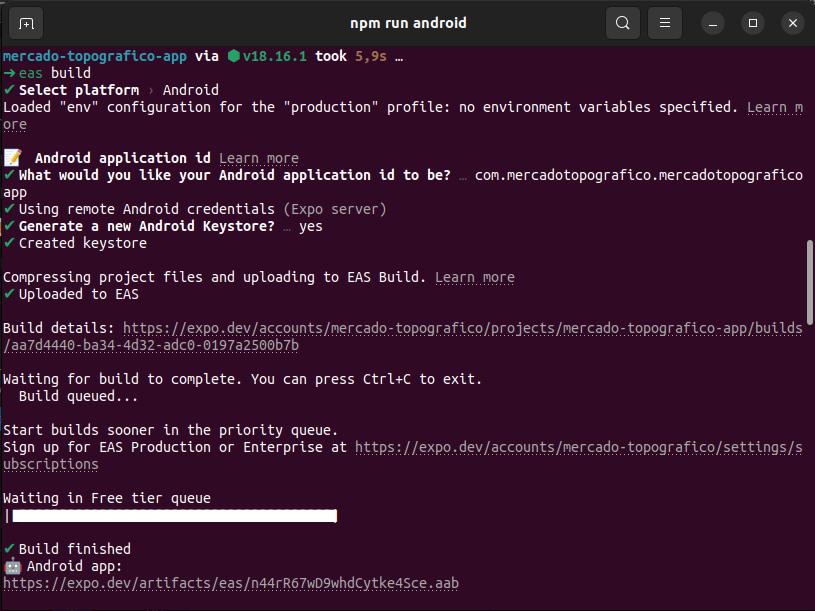 npm run android
mercado-topografico-app via ⬢v18.16.1 took 5,9s …
➜eas build
✔Select platform › Android
Loaded "env" configuration for the "production" profile: no environment variables specified. Learn m
ore
📝 Android application id Learn more
✔What would you like your Android application id to be? … com.mercadotopografico.mercadotopografico
app
✔Using remote Android credentials (Expo server)
✔Generate a new Android Keystore? … yes
✔Created keystore
Compressing project files and uploading to EAS Build. Learn more
✔Uploaded to EAS
Build details: https://expo.dev/accounts/mercado-topografico/projects/mercado-topografico-app/builds
/aa7d4440-ba34-4d32-adc0-0197a2500b7b
Waiting for build to complete. You can press Ctrl+C to exit.
Build queued...
Start builds sooner in the priority queue.
Sign up for EAS Production or Enterprise at https://expo.dev/accounts/mercado-topografico/settings/s
ubscriptions
Waiting in Free tier queue
✔Build finished
🤖 Android app:
https://expo.dev/artifacts/eas/n44rR67wD9whdCytke4Sce.aab